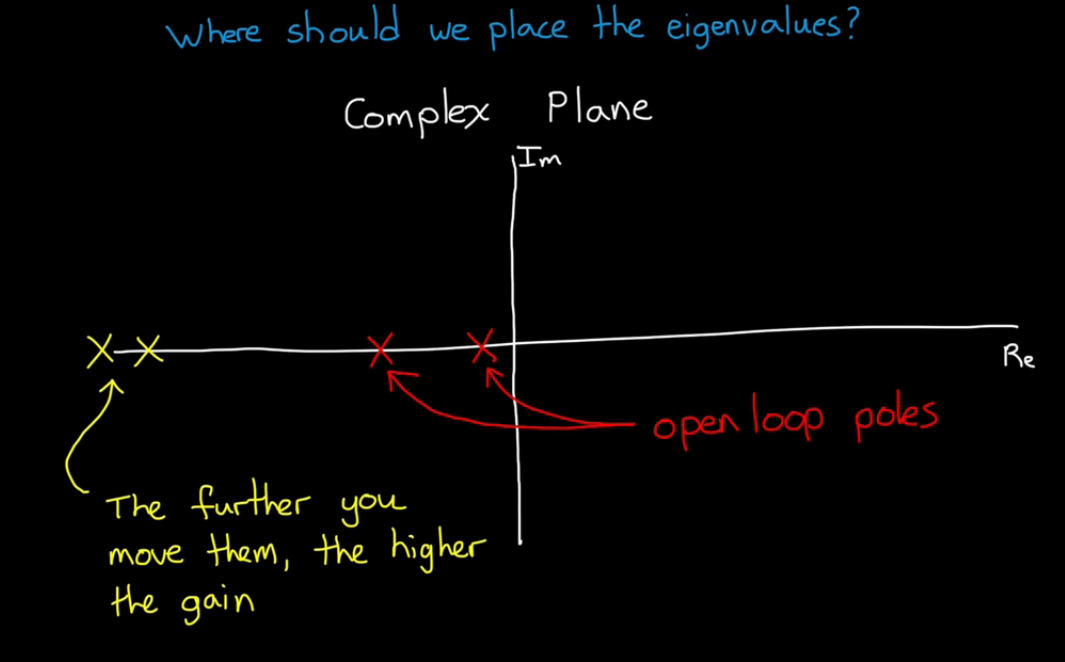 Where should we place the eigenvalues?
Complex Plane
Im
Re
open loop poles
The further you
move them, the higher
the gain